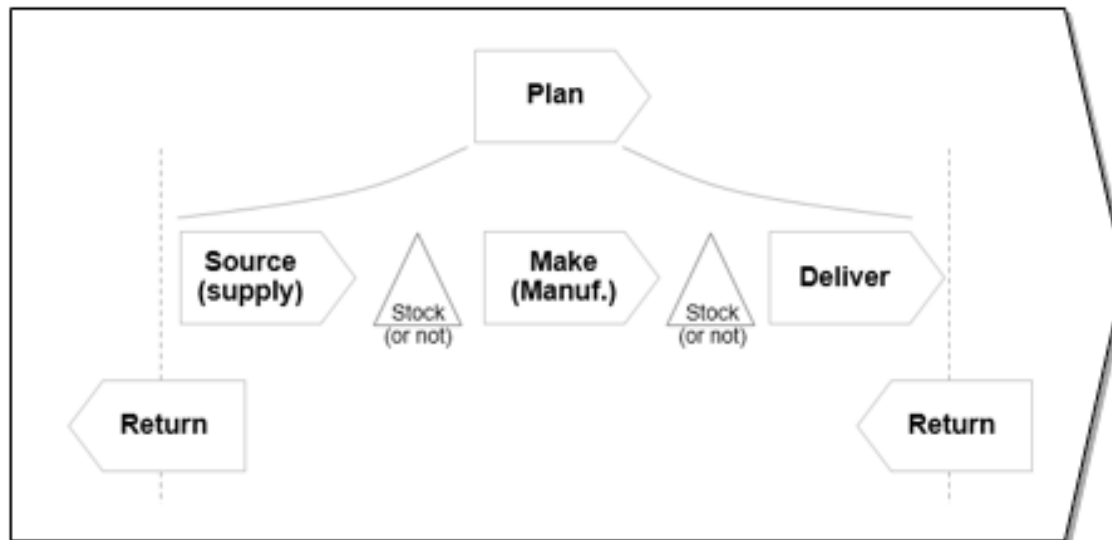 Plan
Source
(supply)
Stock
(or not)
Make
(Manuf.)
Stock
(or not)
Deliver
Return
Return